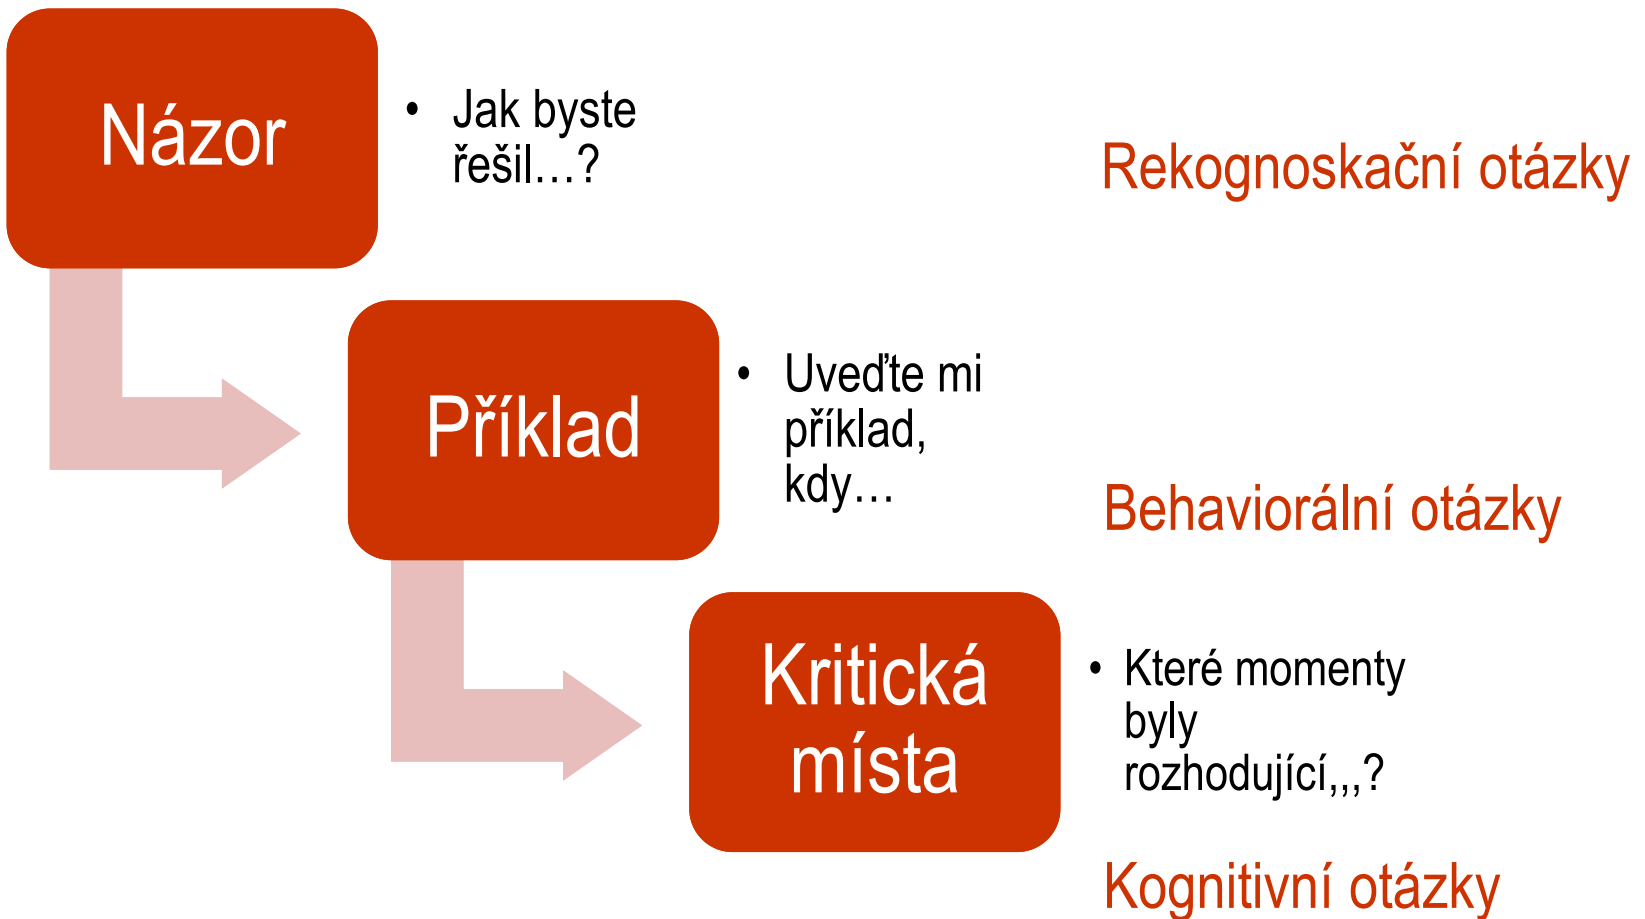 Názor
• Jak byste
řešil…?
Rekognoskační otázky
Příklad
• Uveďte mi
příklad,
kdy…
Behaviorální otázky
Kritická
místa
• Které momenty
byly
rozhodující,,,?
Kognitivní otázky